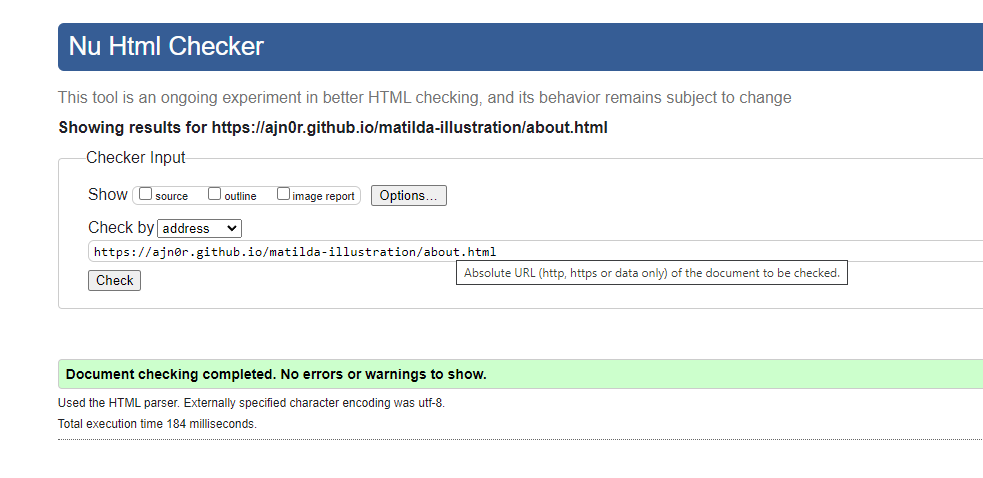 Nu Html Checker
This tool is an ongoing experiment in better HTML checking, and its behavior remains subject to change
Showing results for https://ajn0r.github.io/matilda-illustration/about.html
Checker Input
Show source outline image report Options...
Check by address
https://ajn0r.github.io/matilda-illustration/about.html
Absolute URL (http, https or data only) of the document to be checked.
Check
Document checking completed. No errors or warnings to show.
Used the HTML parser. Externally specified character encoding was utf-8.
Total execution time 184 milliseconds.